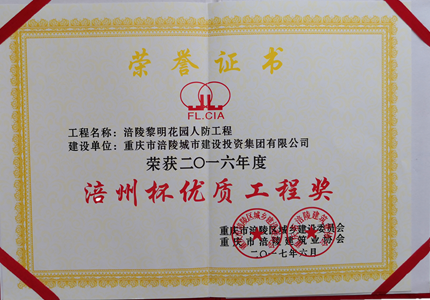 荣誉证书
FL.CIA
工程名称：涪陵黎明花园人防工程
建设单位：重庆市涪陵城市建设投资集团有限公司
荣获二〇一六年度
涪州杯优质工程奖
重庆市涪陵区城乡建设委员会
重庆市涪陵建筑业协会
二〇一七年六月